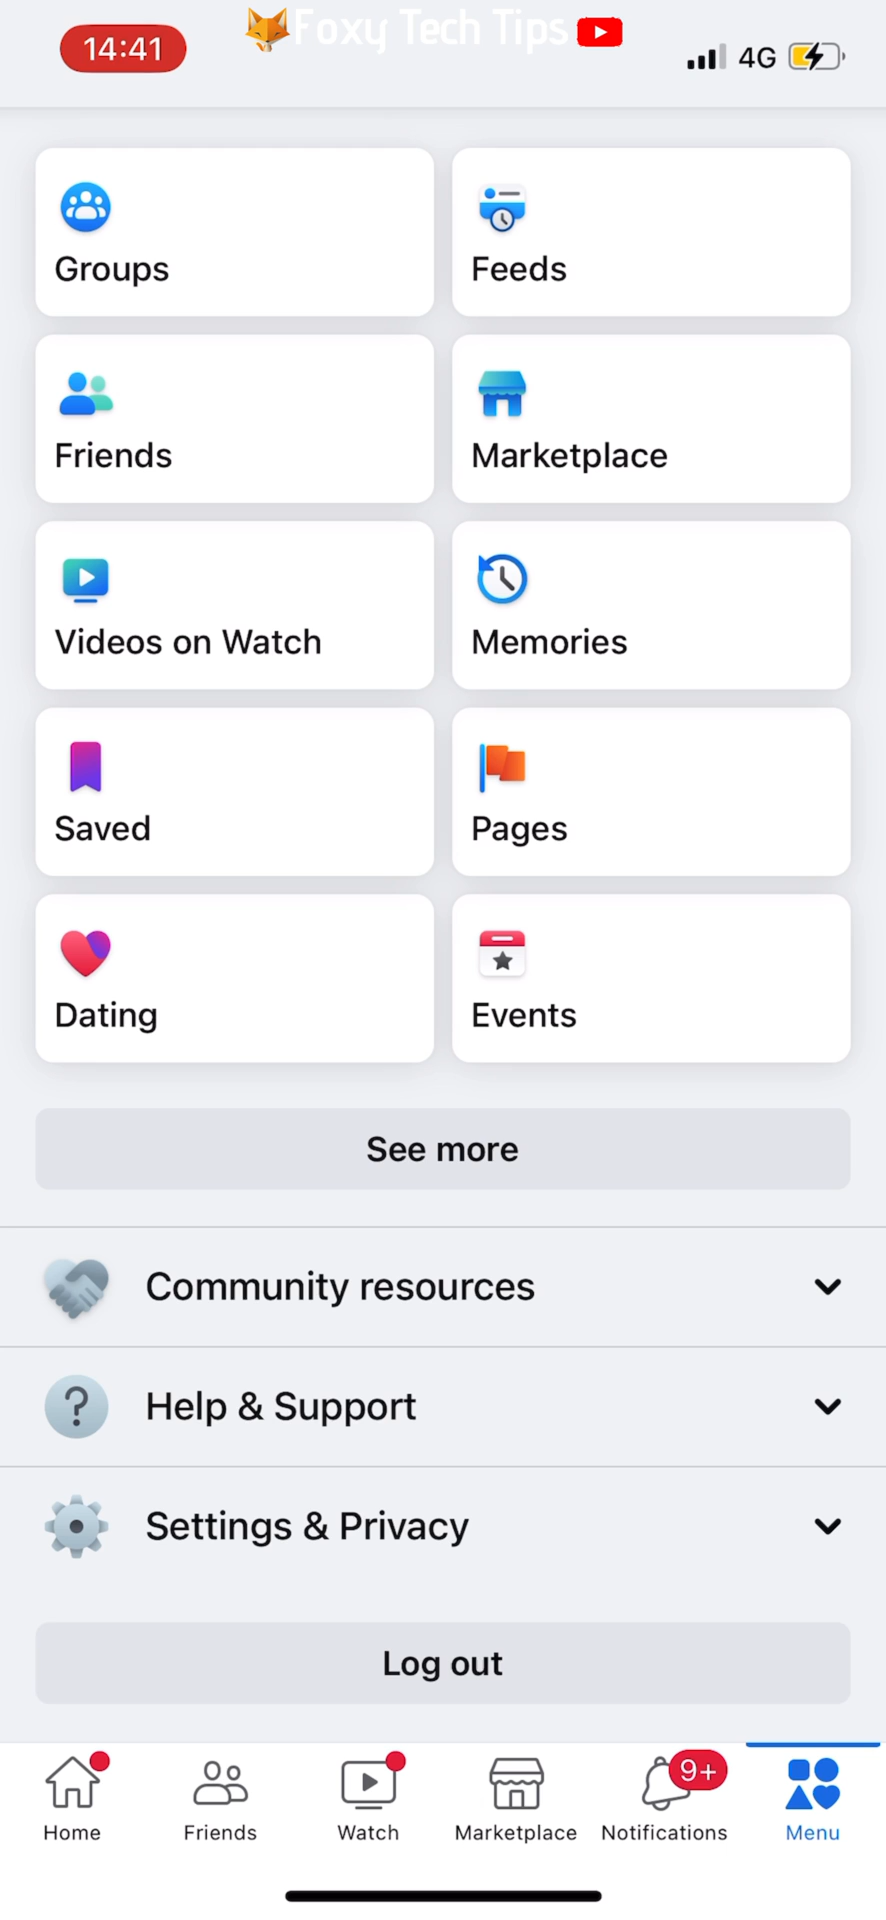 14:41
Foxy Tech Tips
4G
Groups
Feeds
Friends
Marketplace
Videos on Watch
Memories
Saved
Pages
Dating
Events
See more
Community resources
? Help & Support
Settings & Privacy
Log out
9+
Home Friends Watch Marketplace Notifications Menu